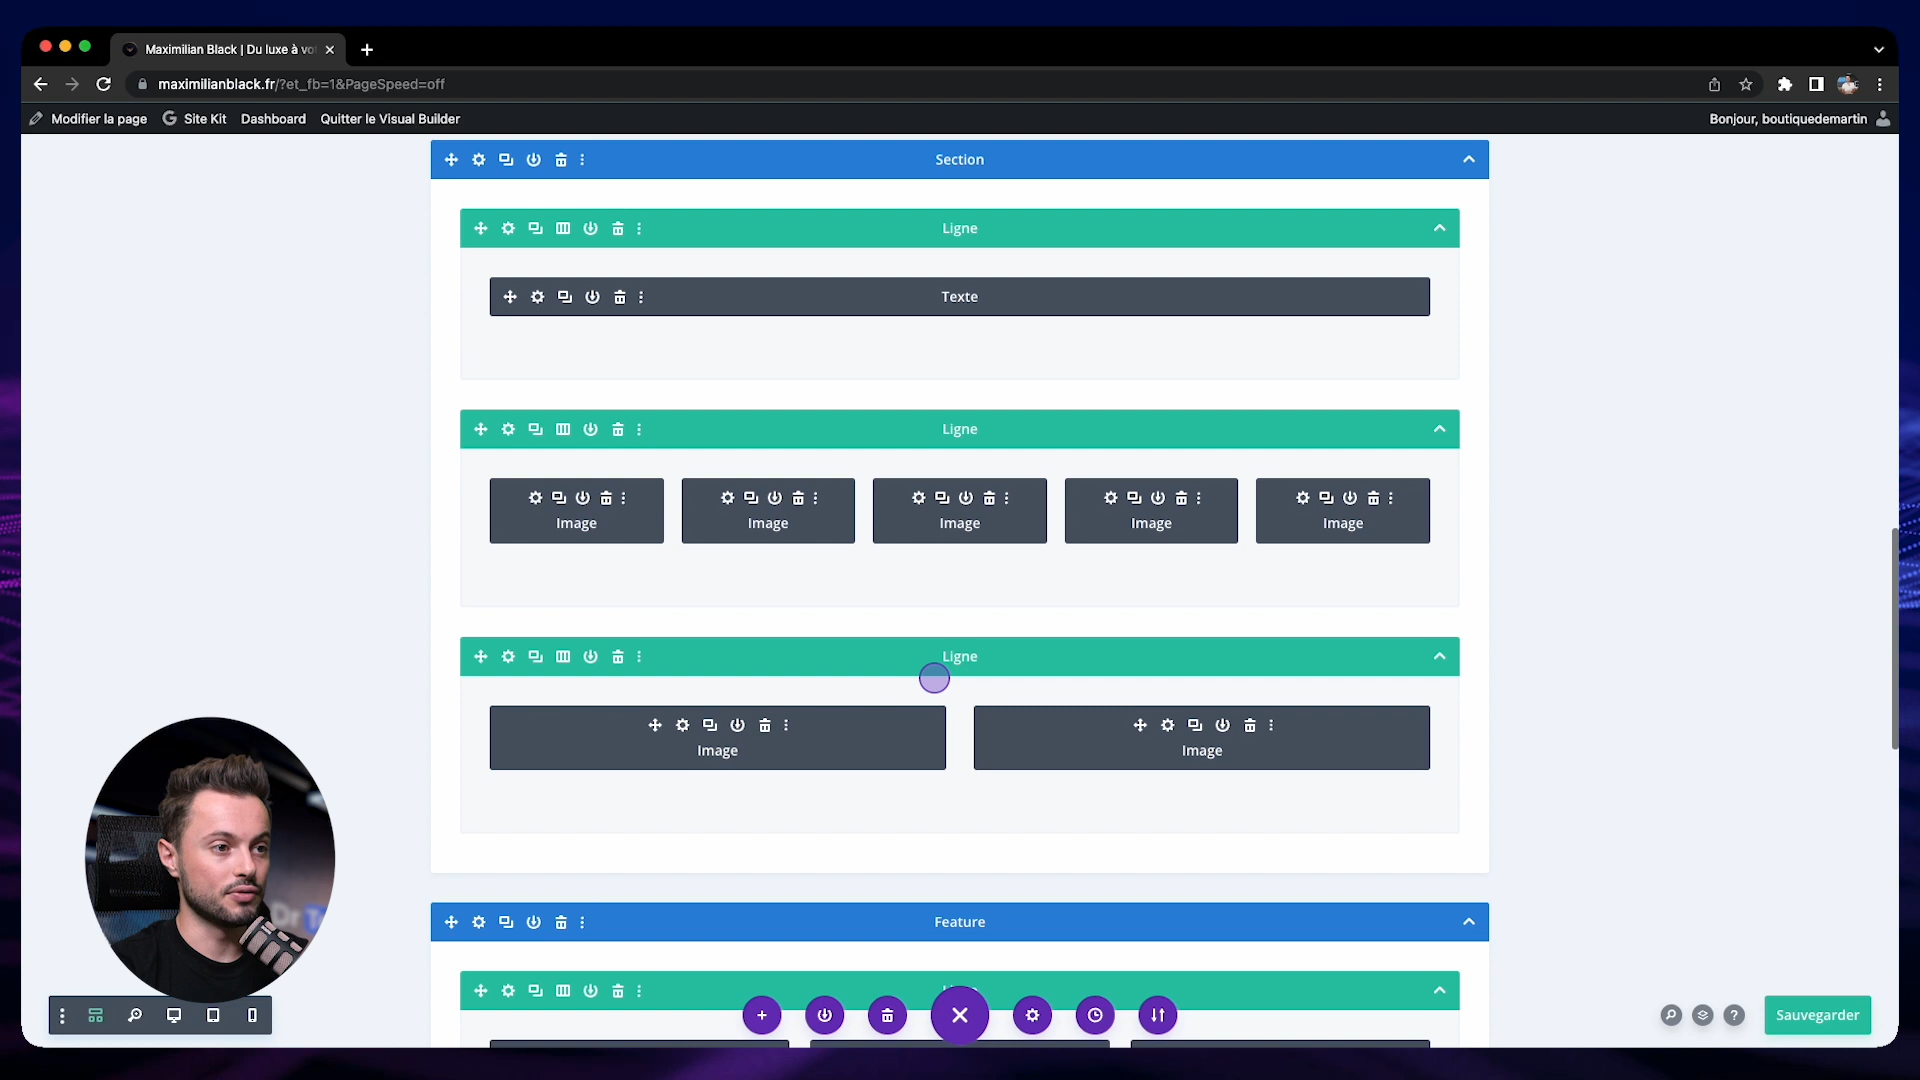 Maximilian Black | Du luxe à vot
maximilianblack.fr/?et_fb=1&PageSpeed=off
Modifier la page
Site Kit
Dashboard
Quitter le Visual Builder
Bonjour, boutiquedemartin
Section
Ligne
Texte
Ligne
Image
Image
Image
Image
Image
Ligne
Image
Image
Feature
Sauvegarder